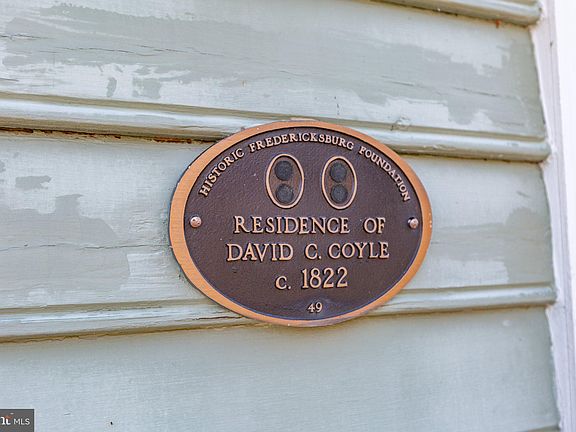 HISTORIC FREDERICKSBURG FOUNDATION
RESIDENCE OF
DAVID C. COYLE
C. 1822
49
MLS